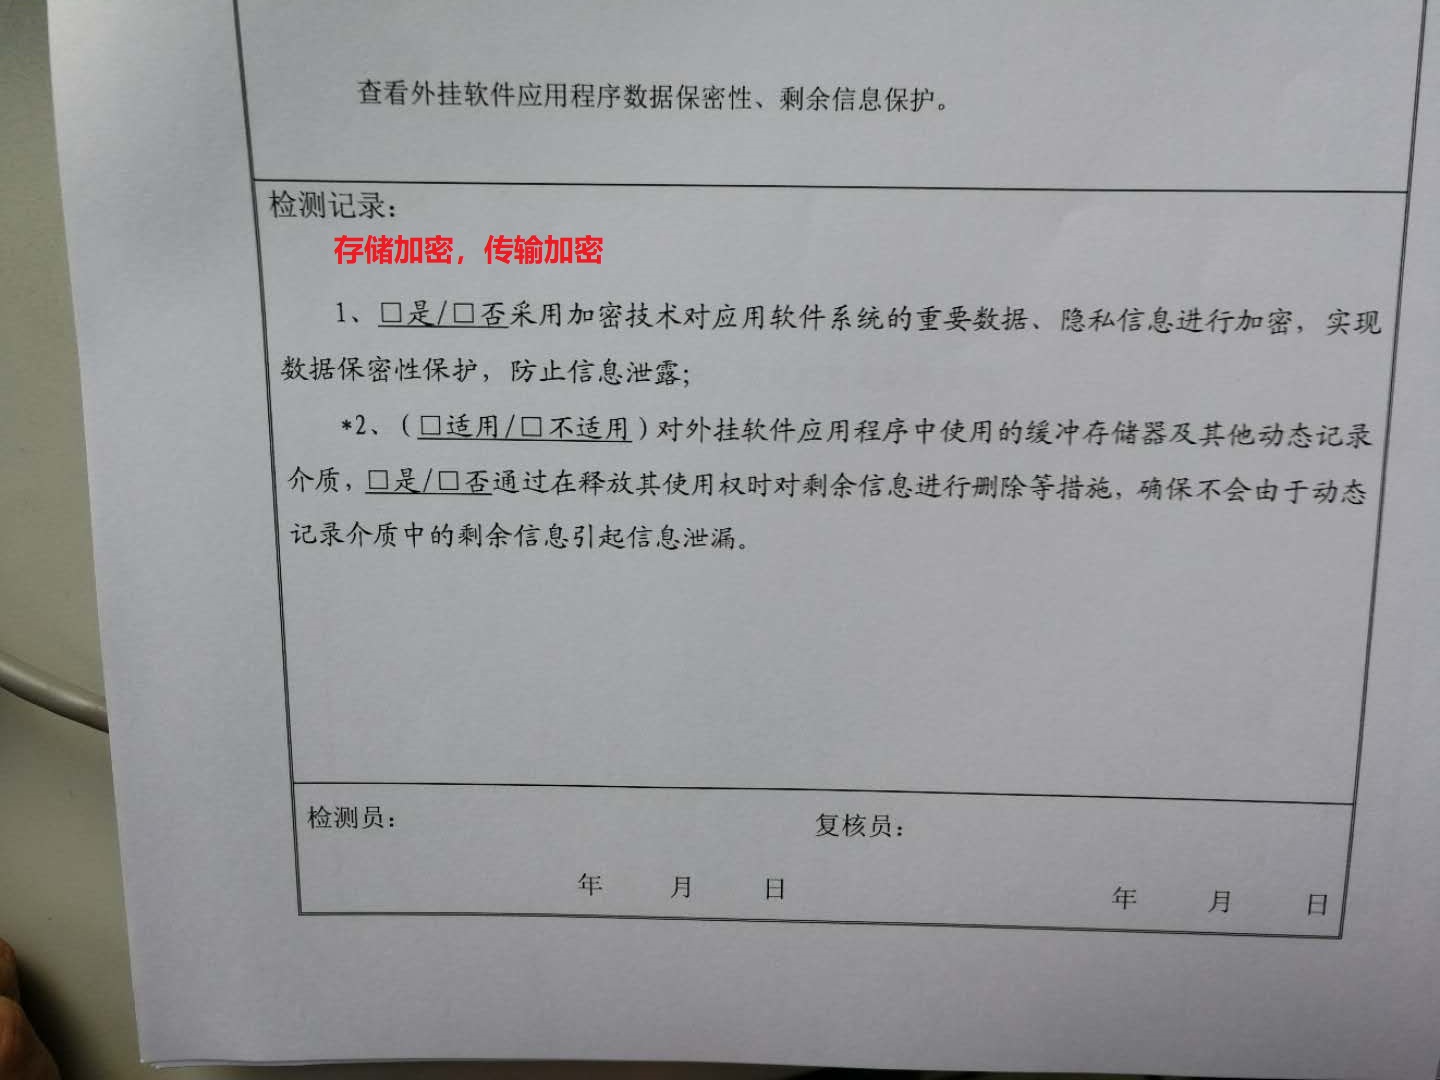 查看外挂软件应用程序数据保密性、剩余信息保护。
检测记录：
存储加密，传输加密
1、□是/□否采用加密技术对应用软件系统的重要数据、隐私信息进行加密，实现
数据保密性保护，防止信息泄露；
*2、（□适用/□不适用）对外挂软件应用程序中使用的缓冲存储器及其他动态记录
介质，□是/□否通过在释放其使用权时对剩余信息进行删除等措施，确保不会由于动态
记录介质中的剩余信息引起信息泄漏。
检测员： 复核员：
年 月 日 年 月 日